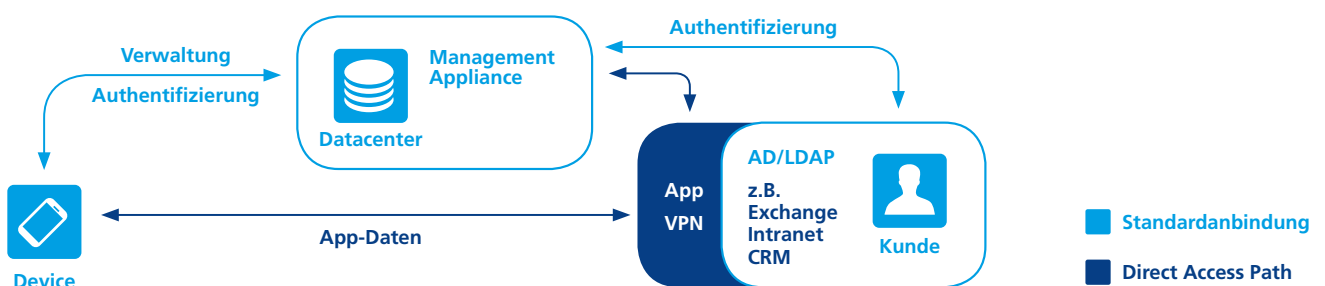 Verwaltung
Authentifizierung
Management
Appliance
Datacenter
Authentifizierung
Device
App-Daten
App
VPN
AD/LDAP
z.B.
Exchange
Intranet
CRM
Kunde
Standardanbindung
Direct Access Path